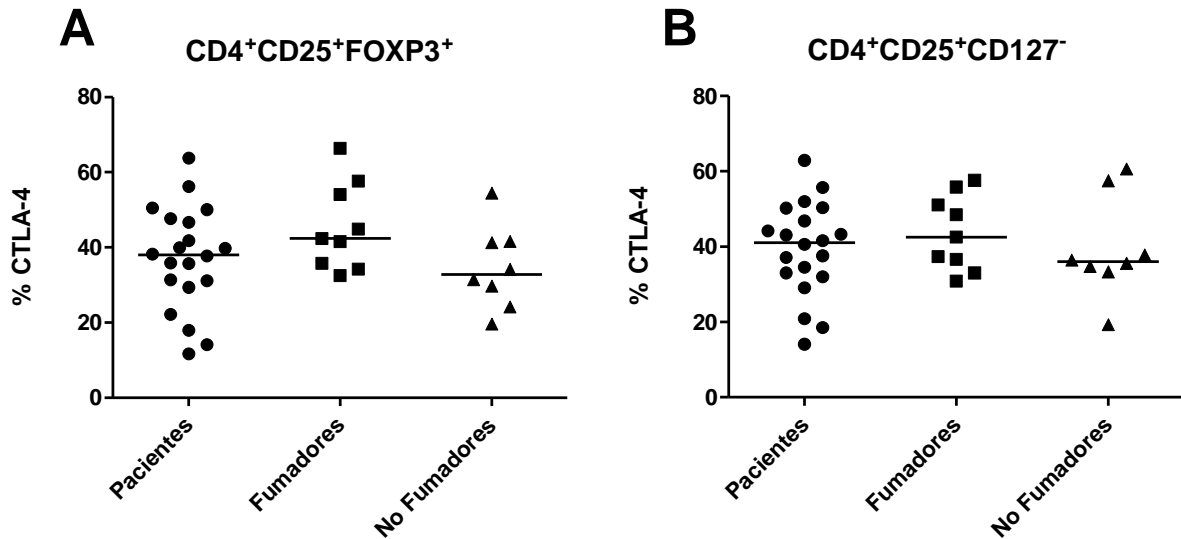 A
CD4⁺CD25⁺FOXP3⁺
% CTLA-4
80
60
40
20
0
Pacientes
Fumadores
No Fumadores
B
CD4⁺CD25⁺CD127⁻
% CTLA-4
80
60
40
20
0
Pacientes
Fumadores
No Fumadores